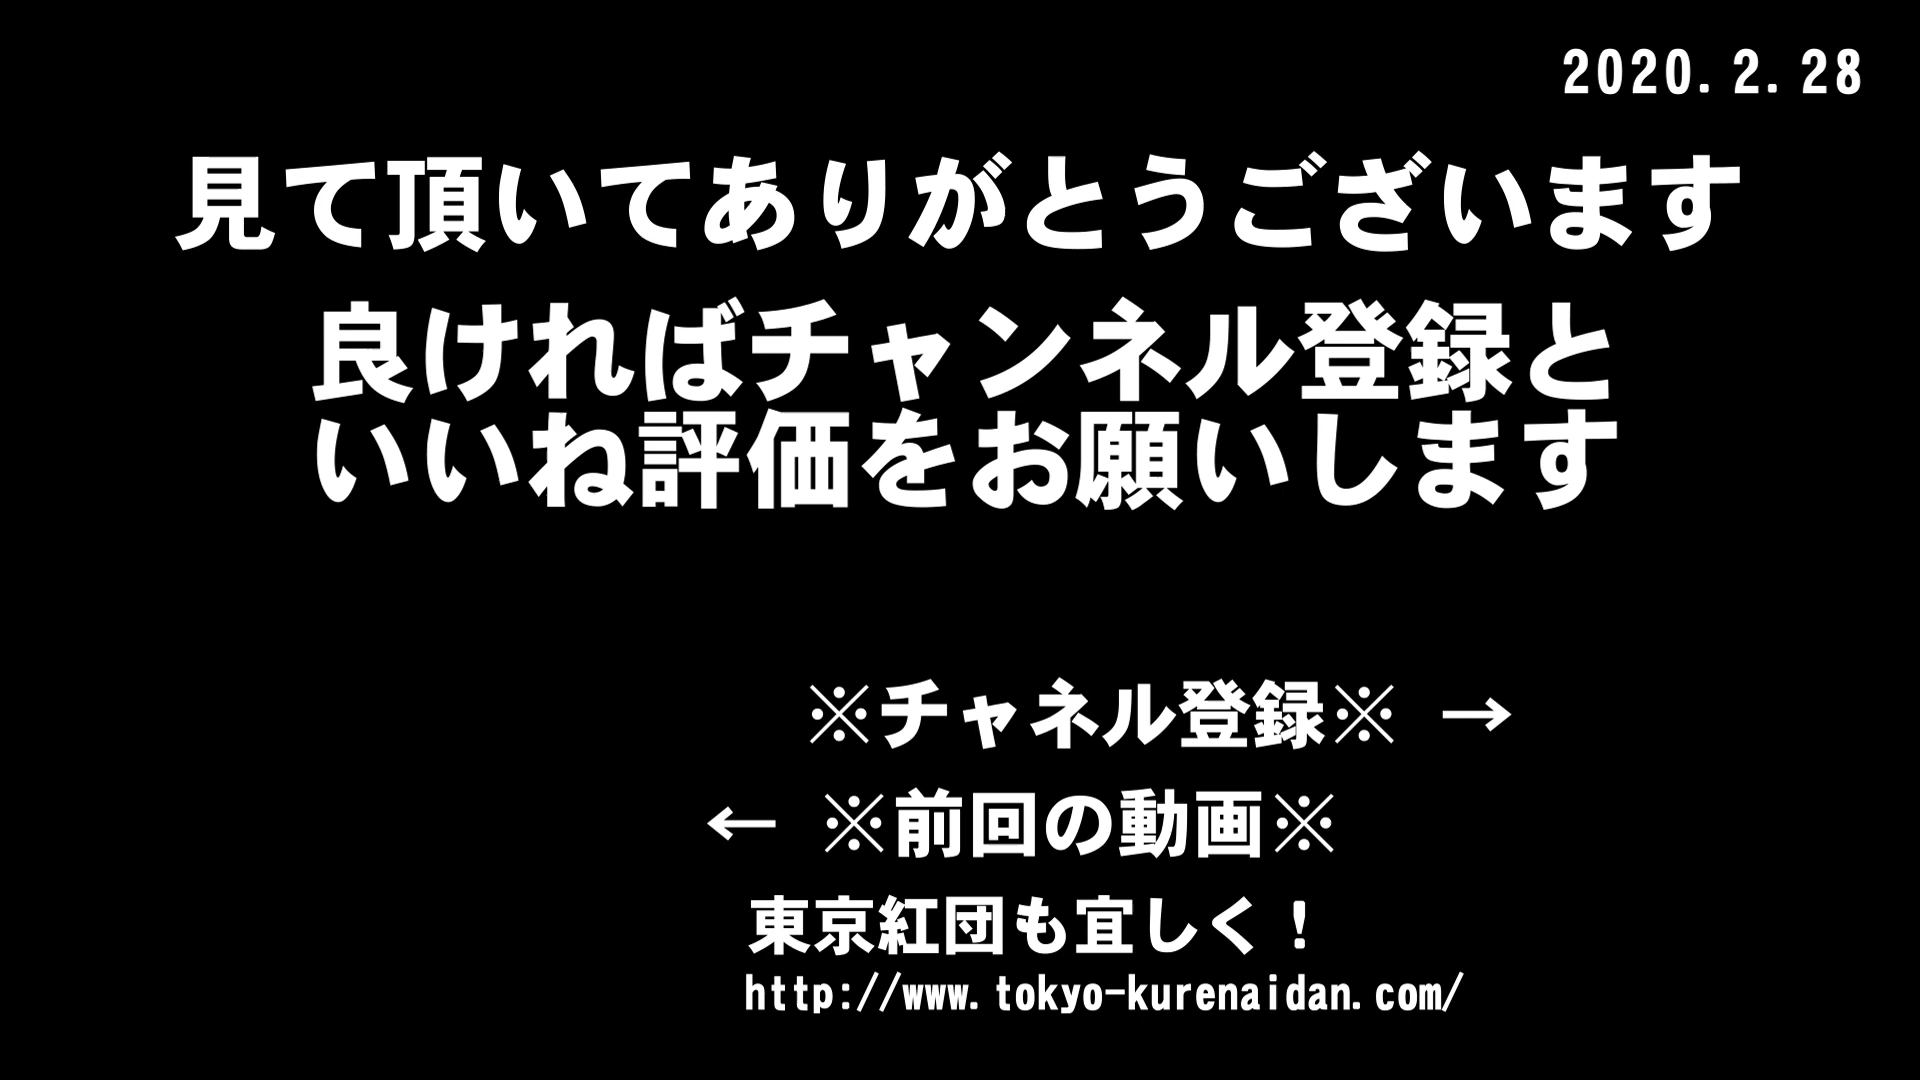 2020.2.28
見て頂いてありがとうございます
良ければチャンネル登録と
いいね評価をお願いします
※チャネル登録※ →
← ※前回の動画※
東京紅団も宜しく！
http://www.tokyo-kurenaidan.com/